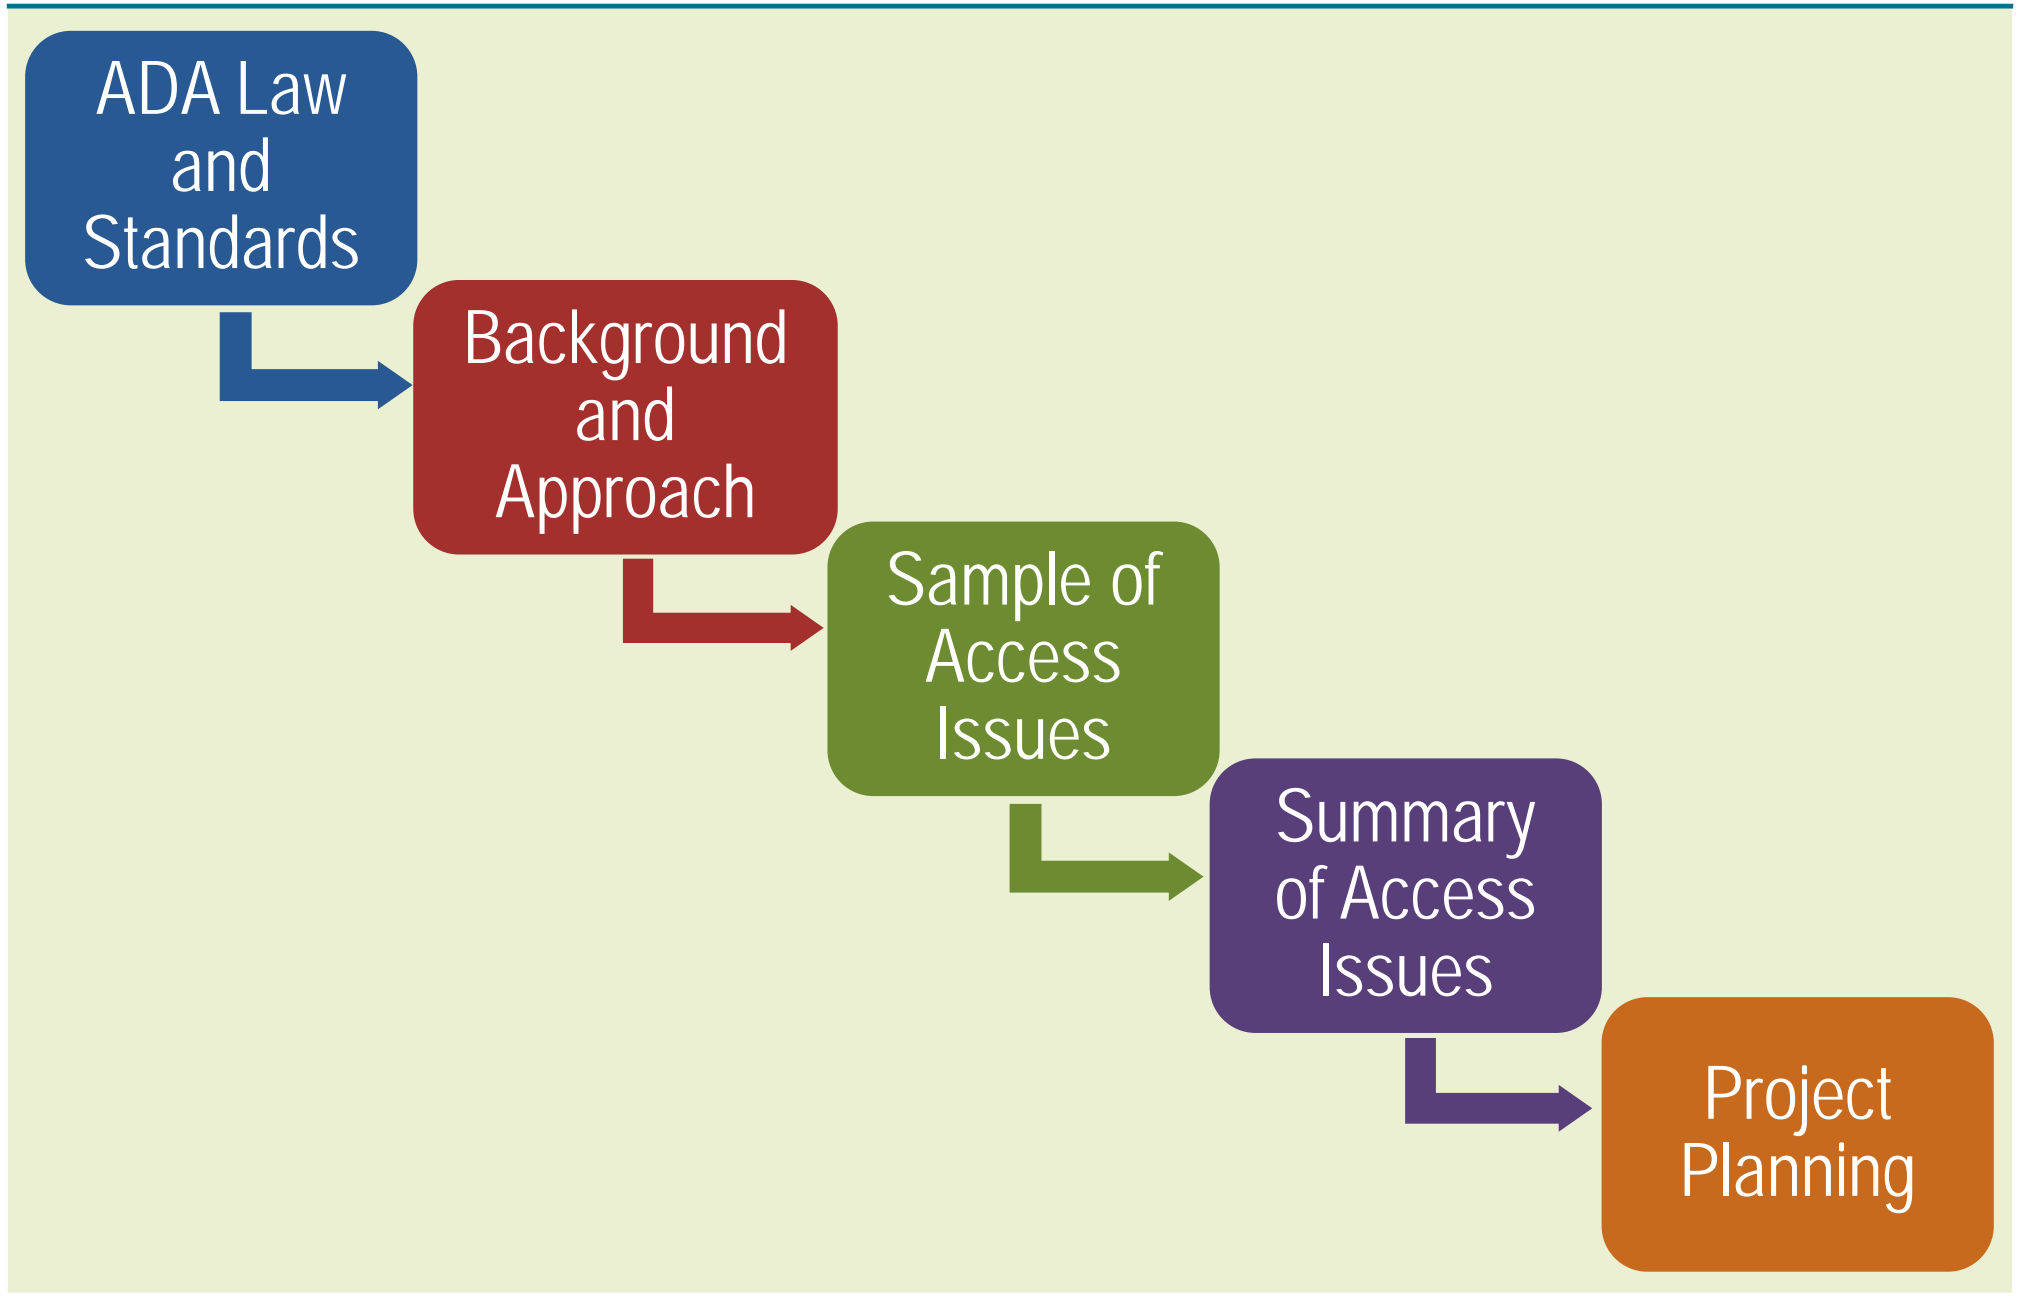 ADA Law
and
Standards
Background
and
Approach
Sample of
Access
Issues
Summary
of Access
Issues
Project
Planning